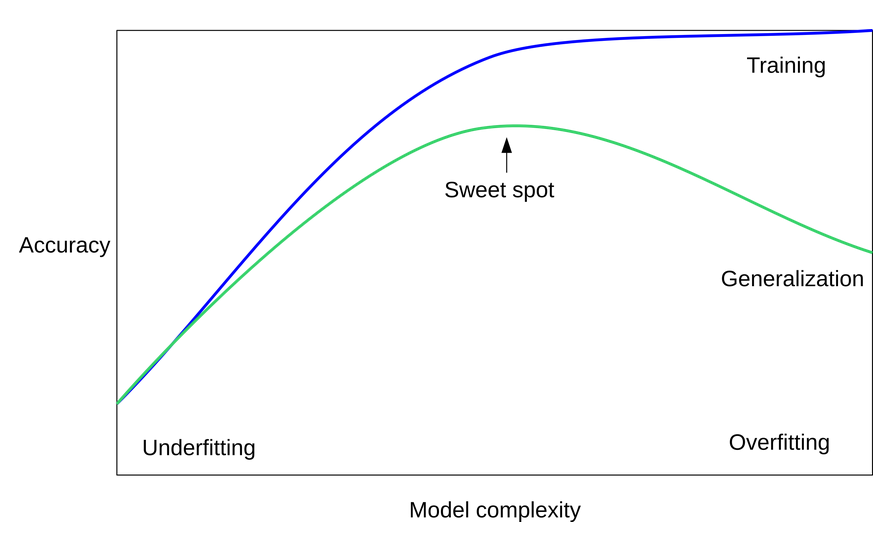 Training
Sweet spot
Accuracy
Generalization
Underfitting
Overfitting
Model complexity